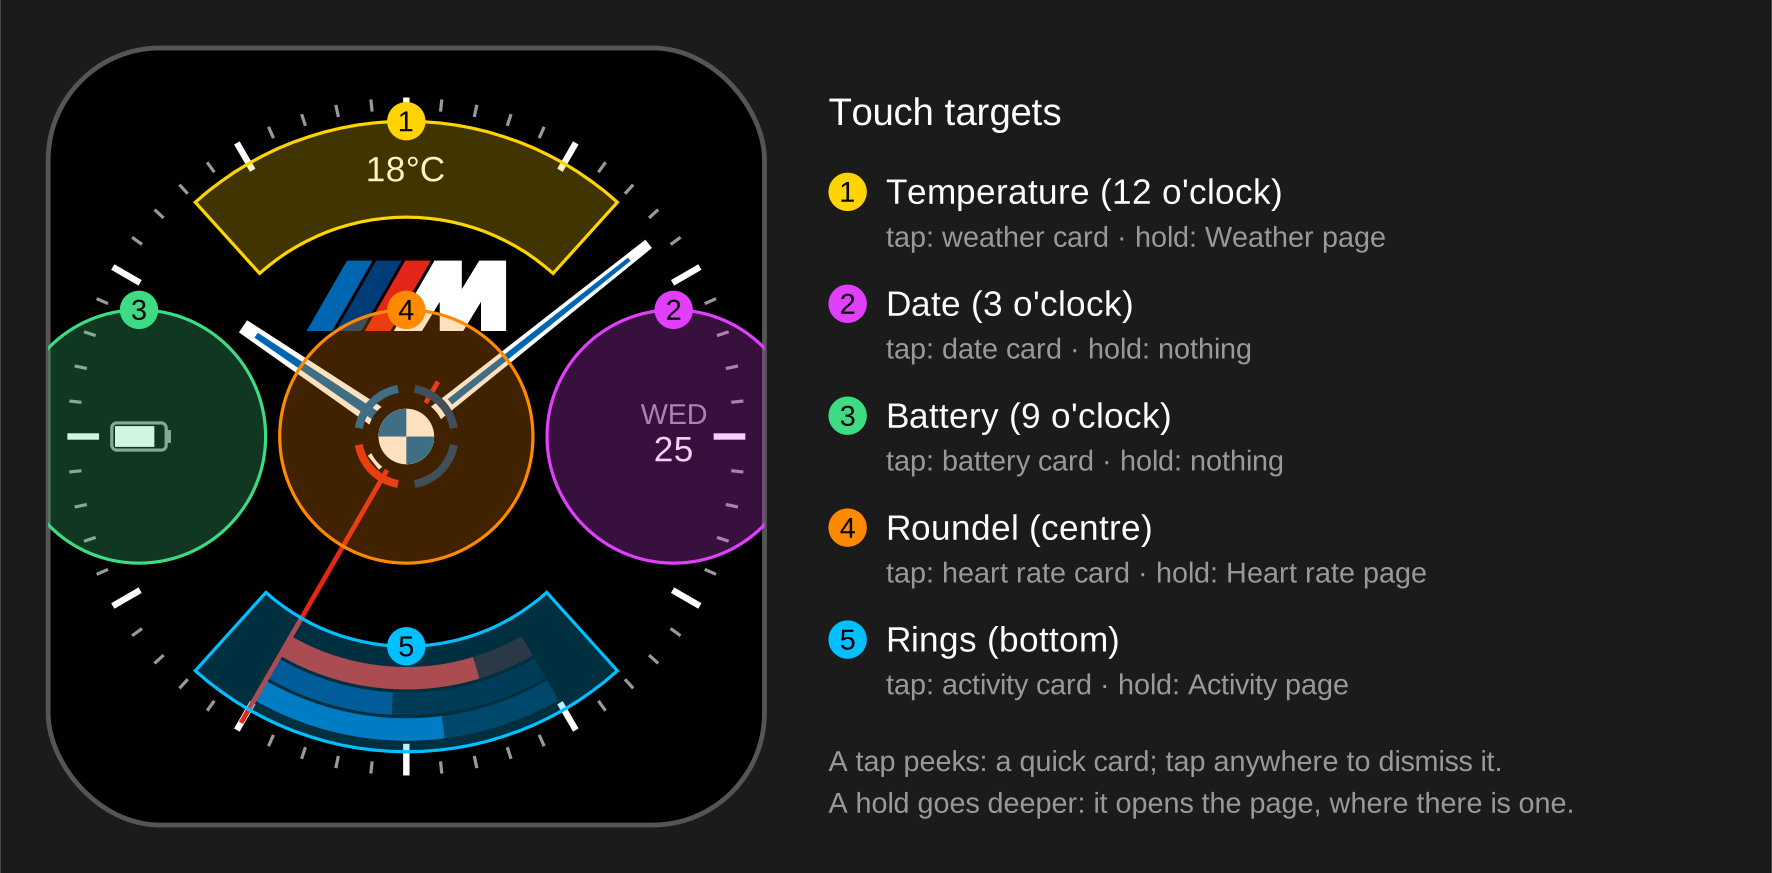 1
18°C
M
3
4
2
WED
25
5
Touch targets
1 Temperature (12 o'clock)
tap: weather card · hold: Weather page
2 Date (3 o'clock)
tap: date card · hold: nothing
3 Battery (9 o'clock)
tap: battery card · hold: nothing
4 Roundel (centre)
tap: heart rate card · hold: Heart rate page
5 Rings (bottom)
tap: activity card · hold: Activity page
A tap peeks: a quick card; tap anywhere to dismiss it.
A hold goes deeper: it opens the page, where there is one.